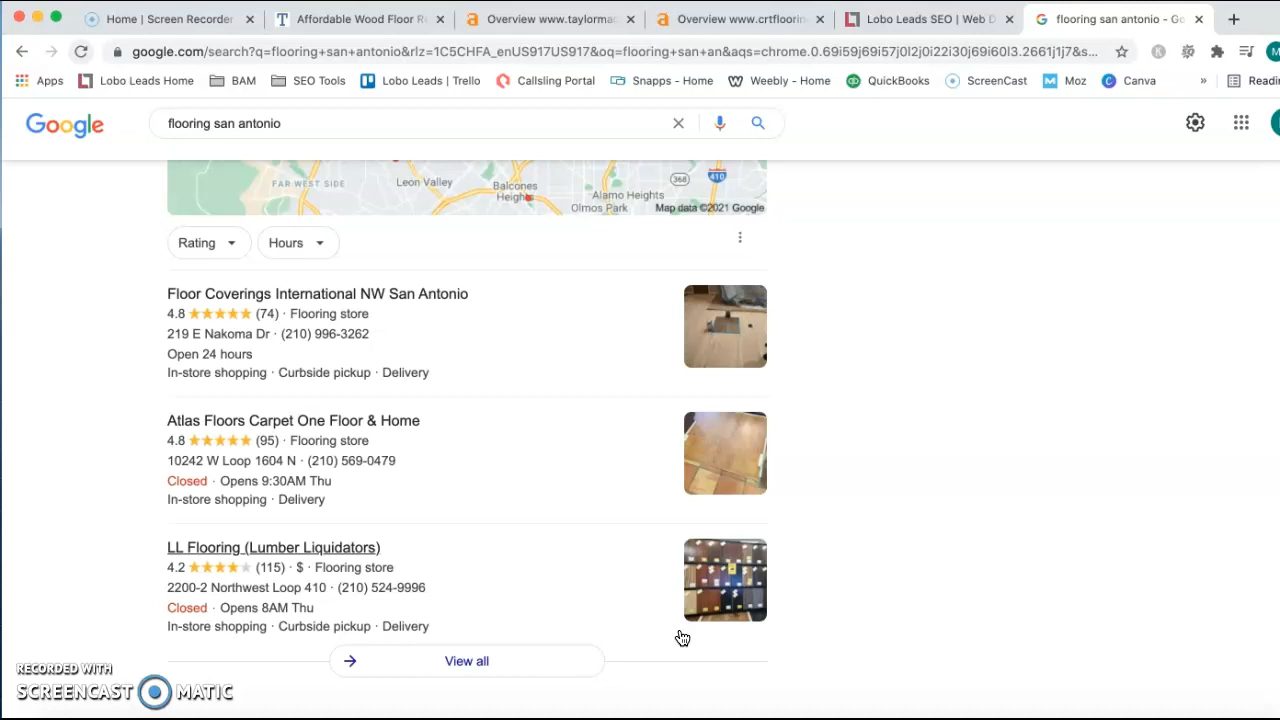 Home | Screen Recorder
Affordable Wood Floor Re
Overview www.taylormac
Overview www.crtfloorin
Lobo Leads SEO | Web D
flooring san antonio - Go
google.com/search?q=flooring+san+antonio&rlz=1C5CHFA_enUS917US917&oq=flooring+san+an&aqs=chrome.0.69i59j69i57j0l2j0i22i30j69i60l3.2661j1j7&s...
Apps
Lobo Leads Home
BAM
SEO Tools
Lobo Leads | Trello
Callsling Portal
Snapps - Home
Weebly - Home
QuickBooks
ScreenCast
Moz
Canva
»
Readin
Google
flooring san antonio
FAR WEST SIDE
Leon Valley
Balcones Heights
368
410
Alamo Heights
Olmos Park
Map data ©2021 Google
Rating
Hours
Floor Coverings International NW San Antonio
4.8 ★★★★★ (74) · Flooring store
219 E Nakoma Dr · (210) 996-3262
Open 24 hours
In-store shopping · Curbside pickup · Delivery
Atlas Floors Carpet One Floor & Home
4.8 ★★★★★ (95) · Flooring store
10242 W Loop 1604 N · (210) 569-0479
Closed · Opens 9:30AM Thu
In-store shopping · Delivery
LL Flooring (Lumber Liquidators)
4.2 ★★★★★ (115) · $ · Flooring store
2200-2 Northwest Loop 410 · (210) 524-9996
Closed · Opens 8AM Thu
In-store shopping · Curbside pickup · Delivery
View all
RECORDED WITH
SCREENCAST MATIC